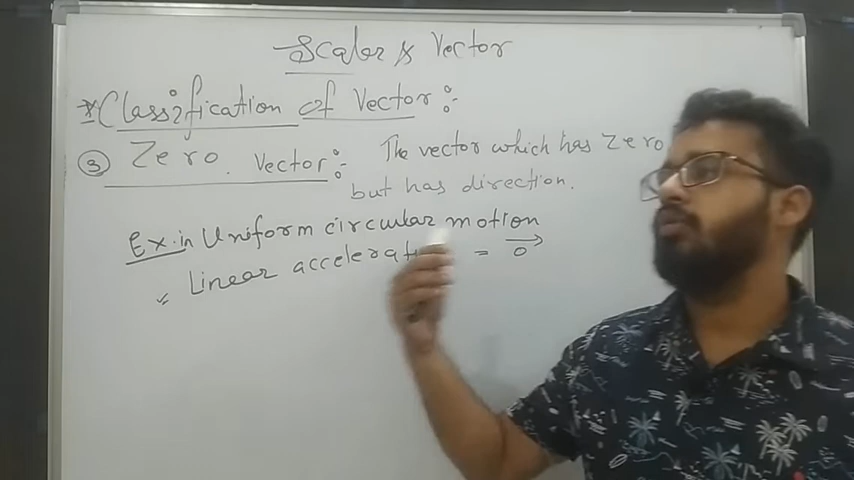 Scalar & Vector
* Classification of Vector :-
③ Zero. Vector :- The vector which has zero
but has direction.
Ex. in Uniform circular motion
✓ Linear = 0⃗